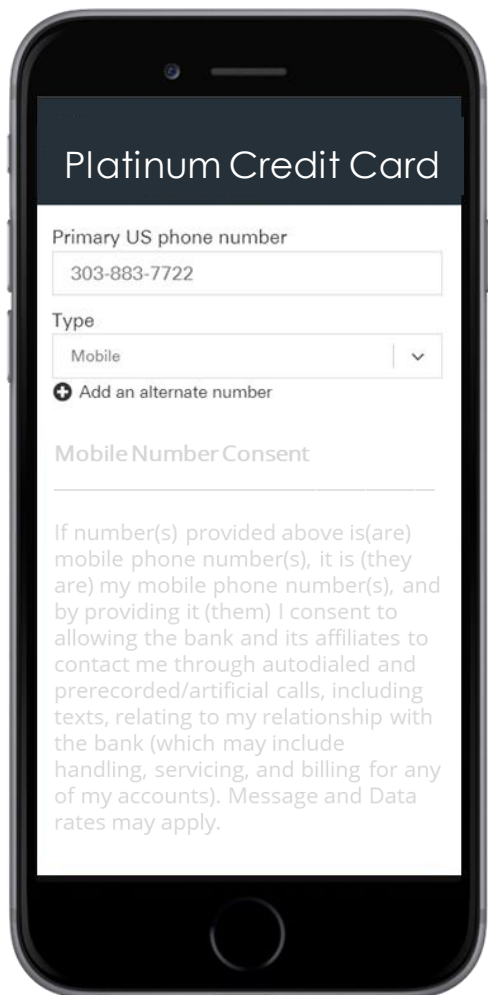 Platinum Credit Card
Primary US phone number
303-883-7722
Type
Mobile
Add an alternate number
Mobile Number Consent
If number(s) provided above is(are)
mobile phone number(s), it is (they
are) my mobile phone number(s), and
by providing it (them) I consent to
allowing the bank and its affiliates to
contact me through autodialed and
prerecorded/artificial calls, including
texts, relating to my relationship with
the bank (which may include
handling, servicing, and billing for any
of my accounts). Message and Data
rates may apply.